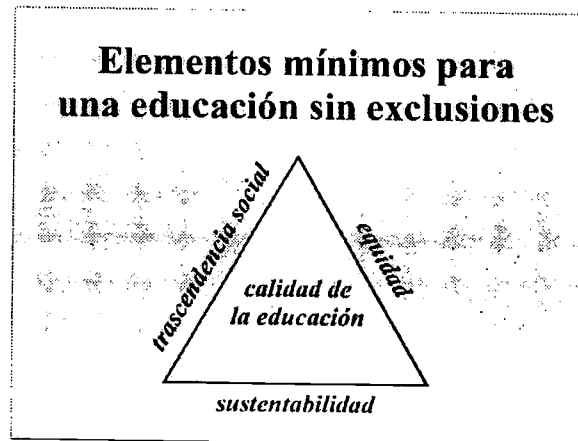 Elementos mínimos para
una educación sin exclusiones
trascendencia social
equidad
calidad de
la educación
sustentabilidad